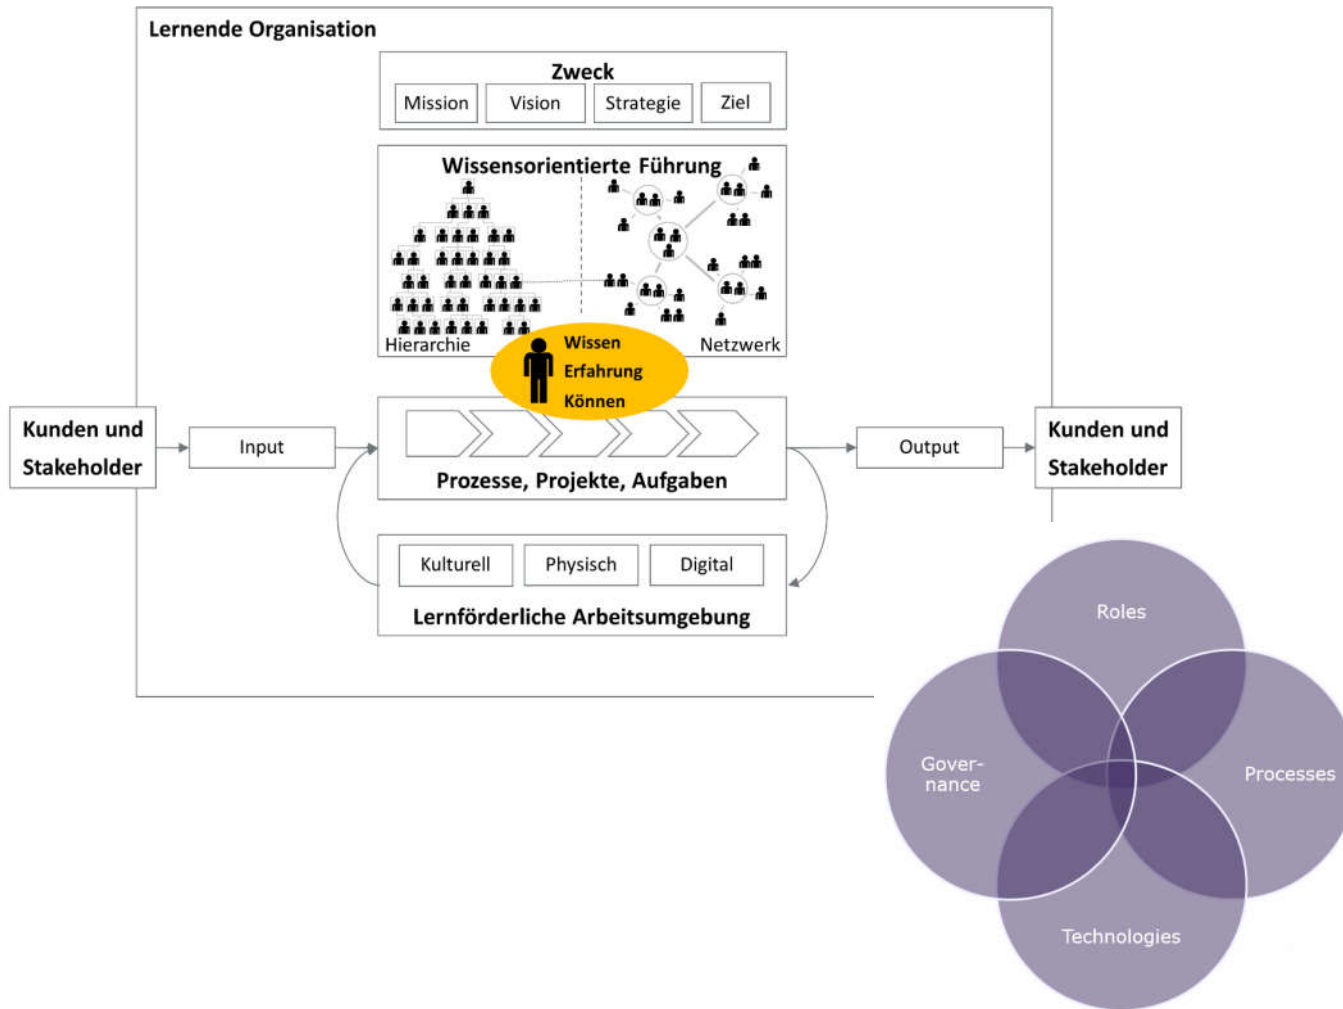 Lernende Organisation
Zweck
Mission
Vision
Strategie
Ziel
Wissensorientierte Führung
Hierarchie
Netzwerk
Wissen
Erfahrung
Können
Kunden und
Stakeholder
Input
Prozesse, Projekte, Aufgaben
Output
Kunden und
Stakeholder
Kulturell
Physisch
Digital
Lernförderliche Arbeitsumgebung
Roles
Gover-
nance
Processes
Technologies